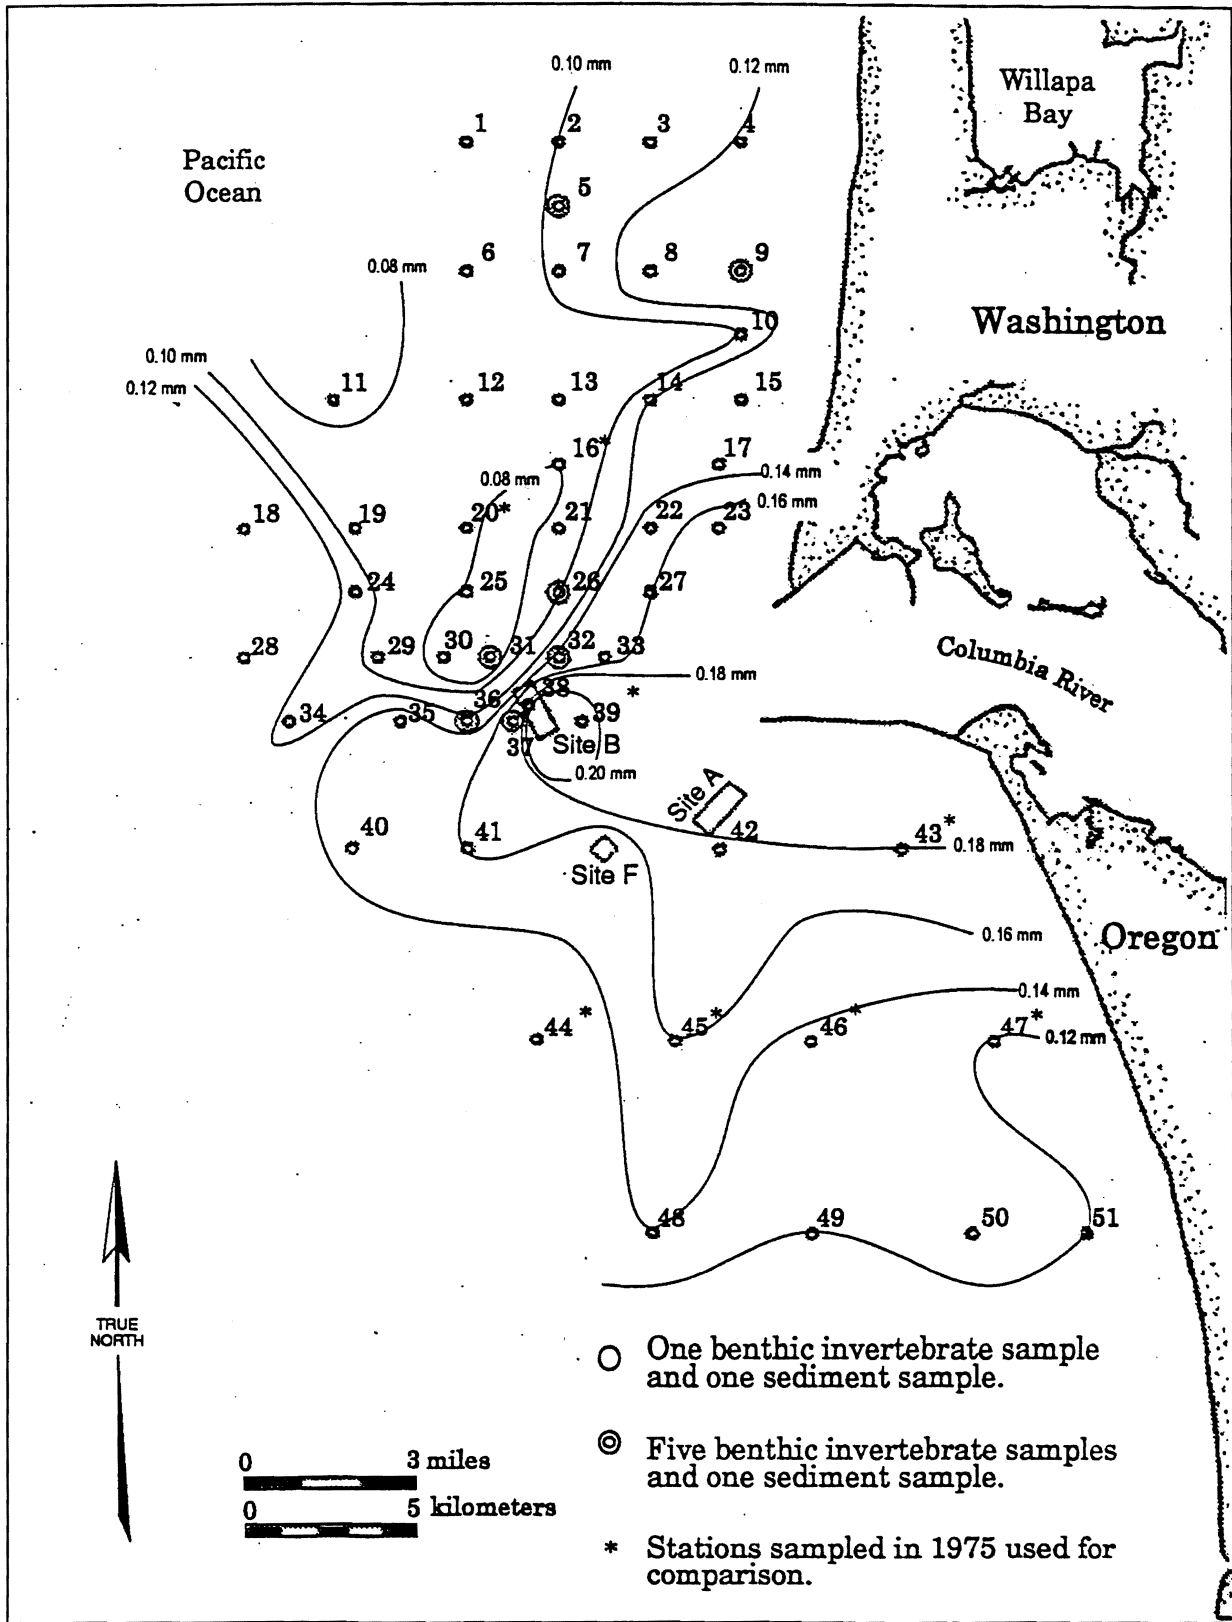 0.10 mm
0.12 mm
Willapa
Bay
1
2
3
4
Pacific
Ocean
5
6
7
8
9
0.08 mm
10
Washington
0.10 mm
0.12 mm
11
12
13
14
15
16*
17
0.08 mm
0.14 mm
0.16 mm
18
19
20*
21
22
23
24
25
26
27
28
29
30
31
32
33
Columbia River
0.18 mm
*
34
35
36
38
39
37
Site B
0.20 mm
Site A
40
41
42
43*
0.18 mm
Site F
0.16 mm
Oregon
0.14 mm
44*
45*
46*
47*
0.12 mm
48
49
50
51
TRUE
NORTH
One benthic invertebrate sample
and one sediment sample.
Five benthic invertebrate samples
and one sediment sample.
0 3 miles
0 5 kilometers
* Stations sampled in 1975 used for
comparison.